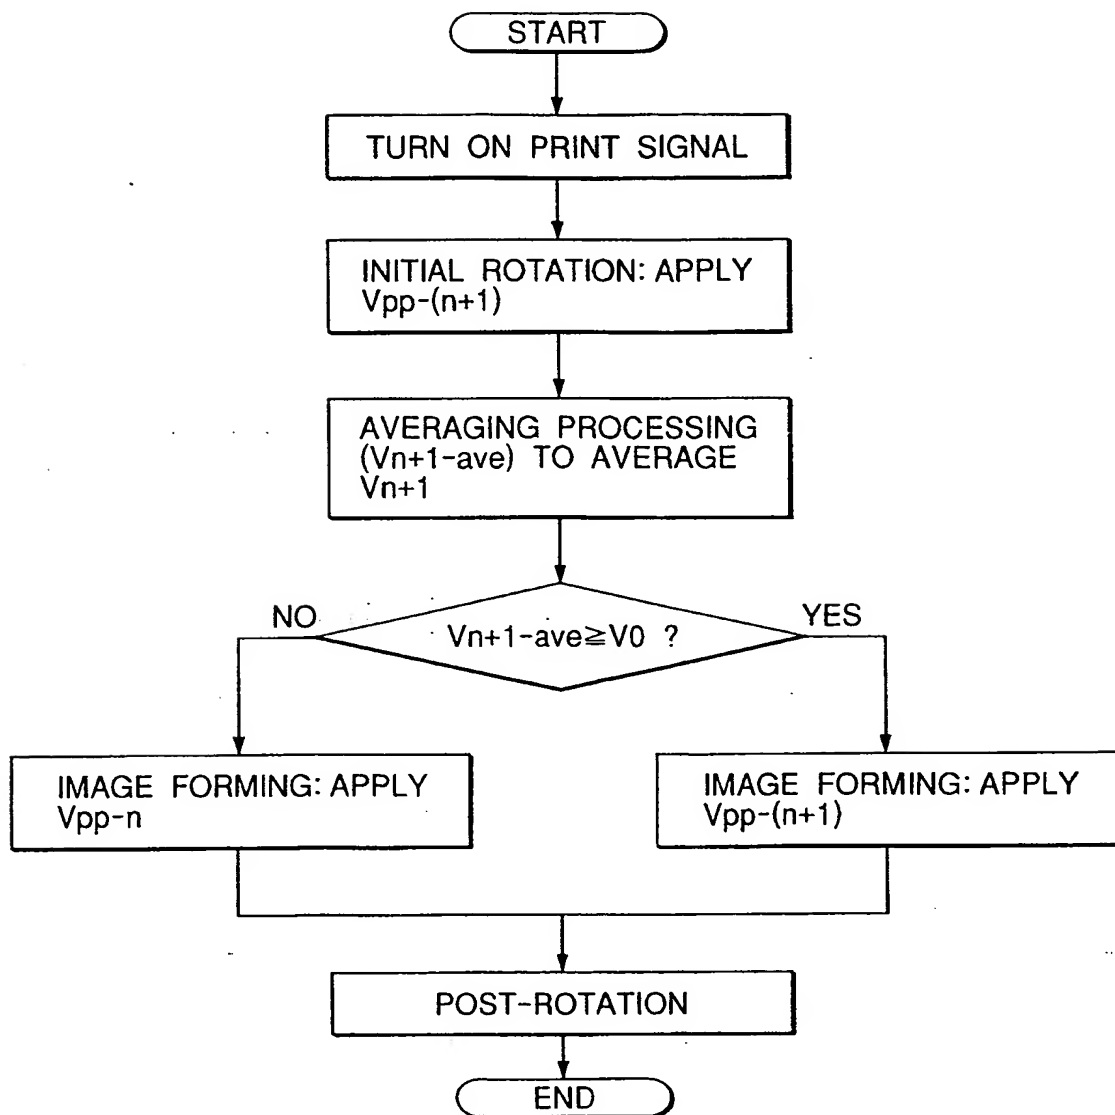 START
TURN ON PRINT SIGNAL
INITIAL ROTATION: APPLY
Vpp-(n+1)
AVERAGING PROCESSING
(Vn+1-ave) TO AVERAGE
Vn+1
NO
Vn+1-ave≧V0 ?
YES
IMAGE FORMING: APPLY
Vpp-n
IMAGE FORMING: APPLY
Vpp-(n+1)
POST-ROTATION
END